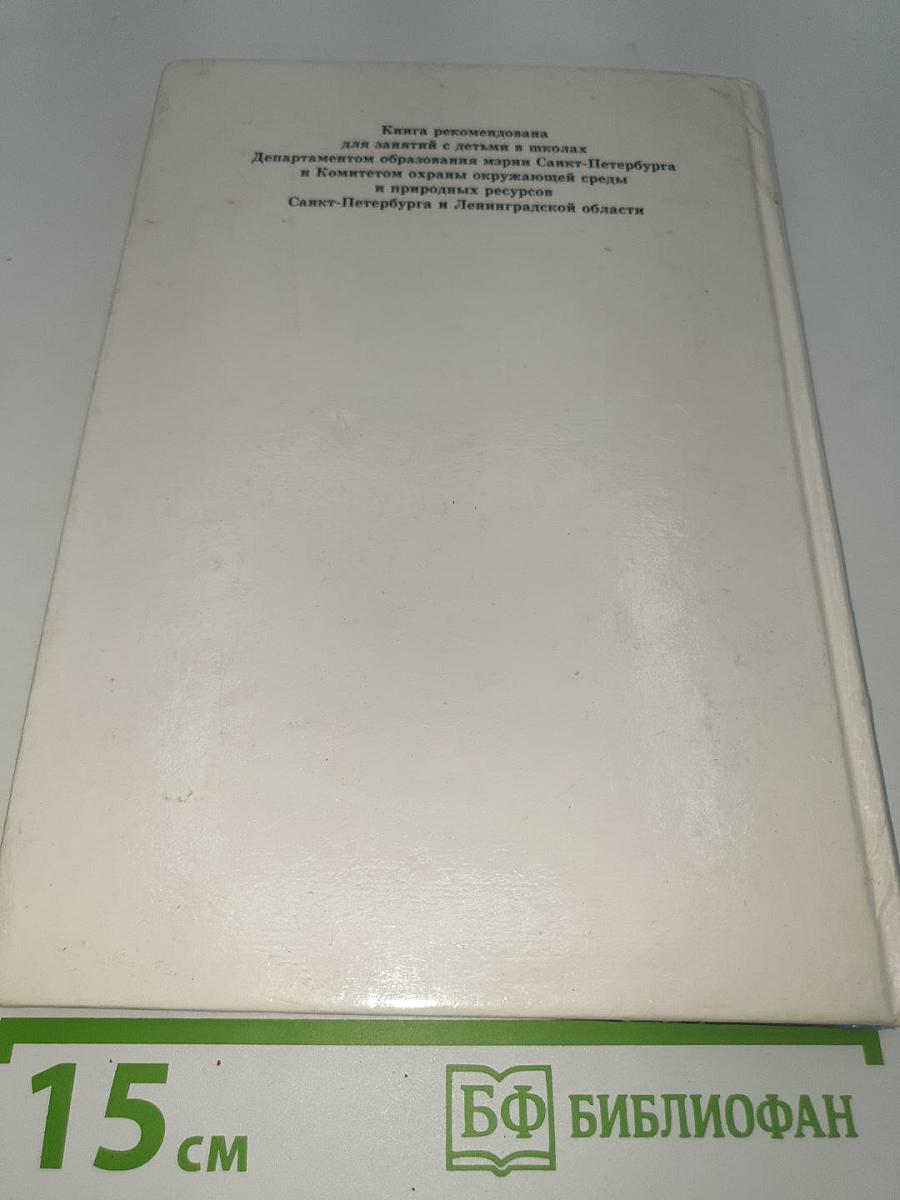 Книга рекомендована
для занятий с детьми в школах
Департаментом образования мэрии Санкт-Петербурга
и Комитетом охраны окружающей среды
и природных ресурсов
Санкт-Петербурга и Ленинградской области
15 см
БФ БИБЛИОФАН